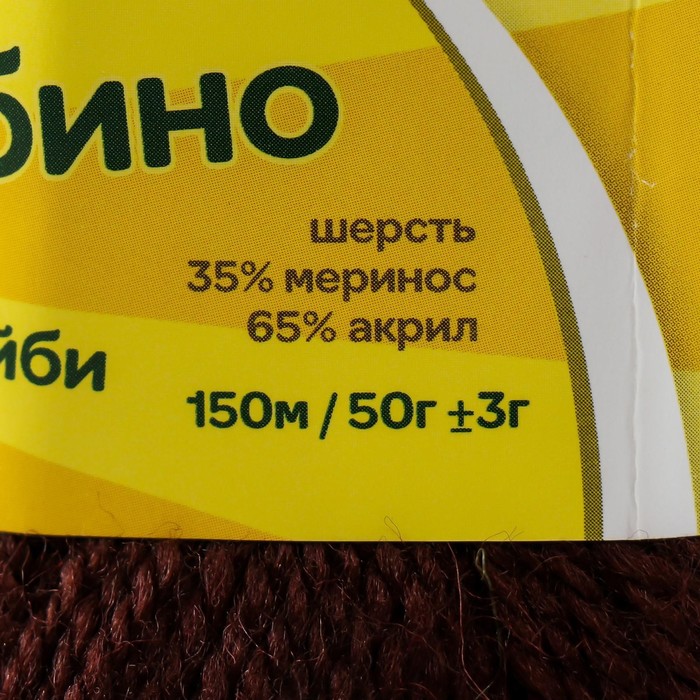 бино
шерсть
35% меринос
65% акрил
йби
150м / 50г ±3г